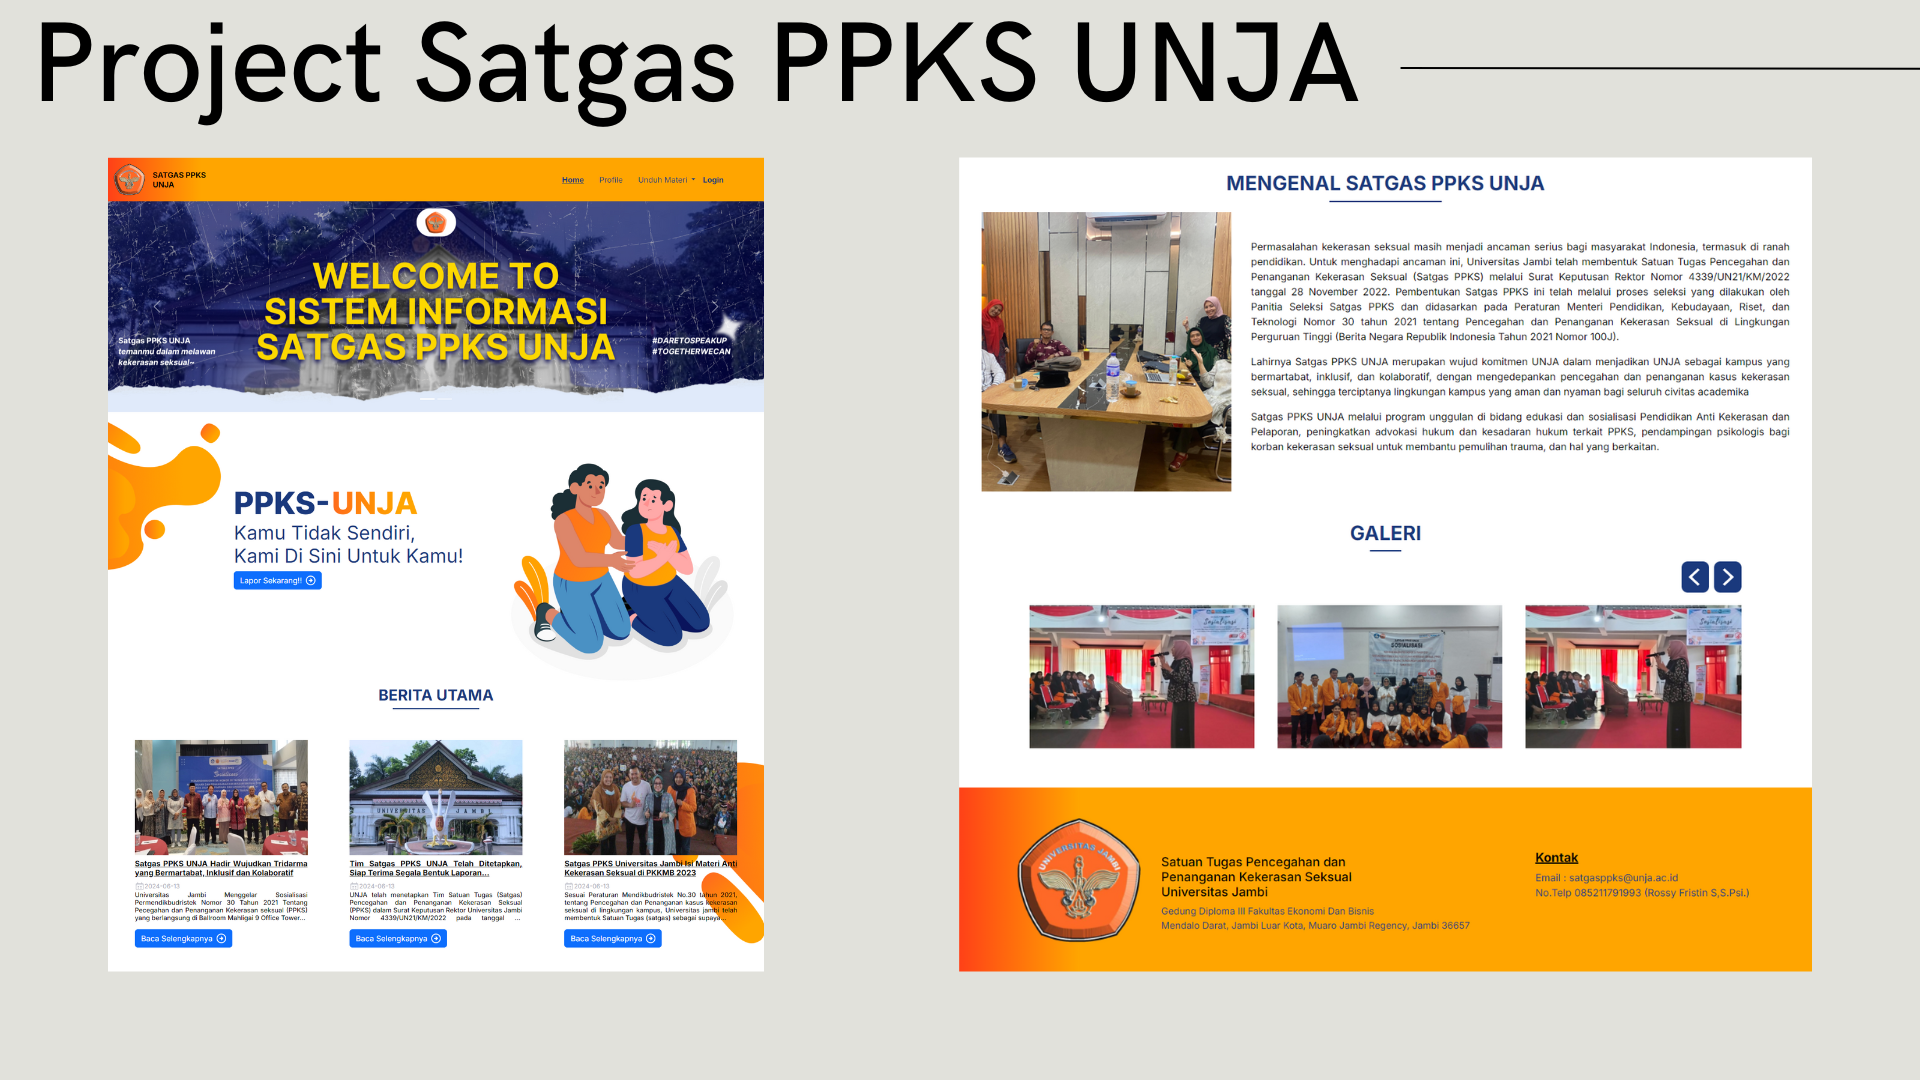 Project Satgas PPKS UNJA
SATGAS PPKS
UNJA
Home Profile Unduh Materi Login
WELCOME TO
SISTEM INFORMASI
SATGAS PPKS UNJA
Satgas PPKS UNJA
temanmu dalam melawan
kekerasan seksual~
#DARETOSPEAKUP
#TOGETHERWECAN
PPKS-UNJA
Kamu Tidak Sendiri,
Kami Di Sini Untuk Kamu!
Lapor Sekarang!!
BERITA UTAMA
UNIVERSITAS JAMBI
Satgas PPKS UNJA Hadir Wujudkan Tridarma
yang Bermartabat, Inklusif dan Kolaboratif
2024-06-13
Universitas Jambi Menggelar Sosialisasi
Permendikbudristek Nomor 30 Tahun 2021 Tentang
Pecegahan dan Penanganan Kekerasan seksual (PPKS)
yang berlangsung di Ballroom Mahligai 9 Office Tower...
Baca Selengkapnya
Tim Satgas PPKS UNJA Telah Ditetapkan,
Siap Terima Segala Bentuk Laporan...
2024-06-13
UNJA telah menetapkan Tim Satuan Tugas (Satgas)
Pencegahan dan Penanganan Kekerasan Seksual
(PPKS) dalam Surat Keputusan Rektor Universitas Jambi
Nomor 4339/UN21/KM/2022 pada tanggal ...
Baca Selengkapnya
Satgas PPKS Universitas Jambi Isi Materi Anti
Kekerasan Seksual di PKKMB 2023
2024-06-13
Sesuai Peraturan Mendikbudristek No.30 tahun 2021,
tentang Pencegahan dan Penanganan kasus kekerasan
seksual di lingkungan kampus, Universitas jambi telah
membentuk Satuan Tugas (satgas) sebagai supaya...
Baca Selengkapnya
MENGENAL SATGAS PPKS UNJA
Permasalahan kekerasan seksual masih menjadi ancaman serius bagi masyarakat Indonesia, termasuk di ranah
pendidikan. Untuk menghadapi ancaman ini, Universitas Jambi telah membentuk Satuan Tugas Pencegahan dan
Penanganan Kekerasan Seksual (Satgas PPKS) melalui Surat Keputusan Rektor Nomor 4339/UN21/KM/2022
tanggal 28 November 2022. Pembentukan Satgas PPKS ini telah melalui proses seleksi yang dilakukan oleh
Panitia Seleksi Satgas PPKS dan didasarkan pada Peraturan Menteri Pendidikan, Kebudayaan, Riset, dan
Teknologi Nomor 30 tahun 2021 tentang Pencegahan dan Penanganan Kekerasan Seksual di Lingkungan
Perguruan Tinggi (Berita Negara Republik Indonesia Tahun 2021 Nomor 100J).
Lahirnya Satgas PPKS UNJA merupakan wujud komitmen UNJA dalam menjadikan UNJA sebagai kampus yang
bermartabat, inklusif, dan kolaboratif, dengan mengedepankan pencegahan dan penanganan kasus kekerasan
seksual, sehingga terciptanya lingkungan kampus yang aman dan nyaman bagi seluruh civitas academika
Satgas PPKS UNJA melalui program unggulan di bidang edukasi dan sosialisasi Pendidikan Anti Kekerasan dan
Pelaporan, peningkatkan advokasi hukum dan kesadaran hukum terkait PPKS, pendampingan psikologis bagi
korban kekerasan seksual untuk membantu pemulihan trauma, dan hal yang berkaitan.
GALERI
Sosialisasi
SOSIALISASI
Sosialisasi
UNIVERSITAS JAMBI
Satuan Tugas Pencegahan dan
Penanganan Kekerasan Seksual
Universitas Jambi
Gedung Diploma III Fakultas Ekonomi Dan Bisnis
Mendalo Darat, Jambi Luar Kota, Muaro Jambi Regency, Jambi 36657
Kontak
Email : satgasppks@unja.ac.id
No.Telp 085211791993 (Rossy Fristin S,S.Psi.)